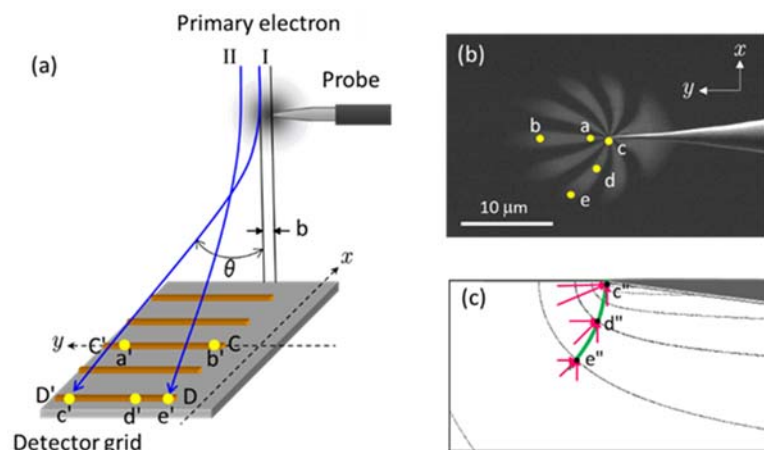 Primary electron
(a)
II I
Probe
b
θ
x
y C' C
a' b'
D' D
c' d' e'
Detector grid
(b)
x
y
b a
c
d
e
10 μm
(c)
c"
d"
e"